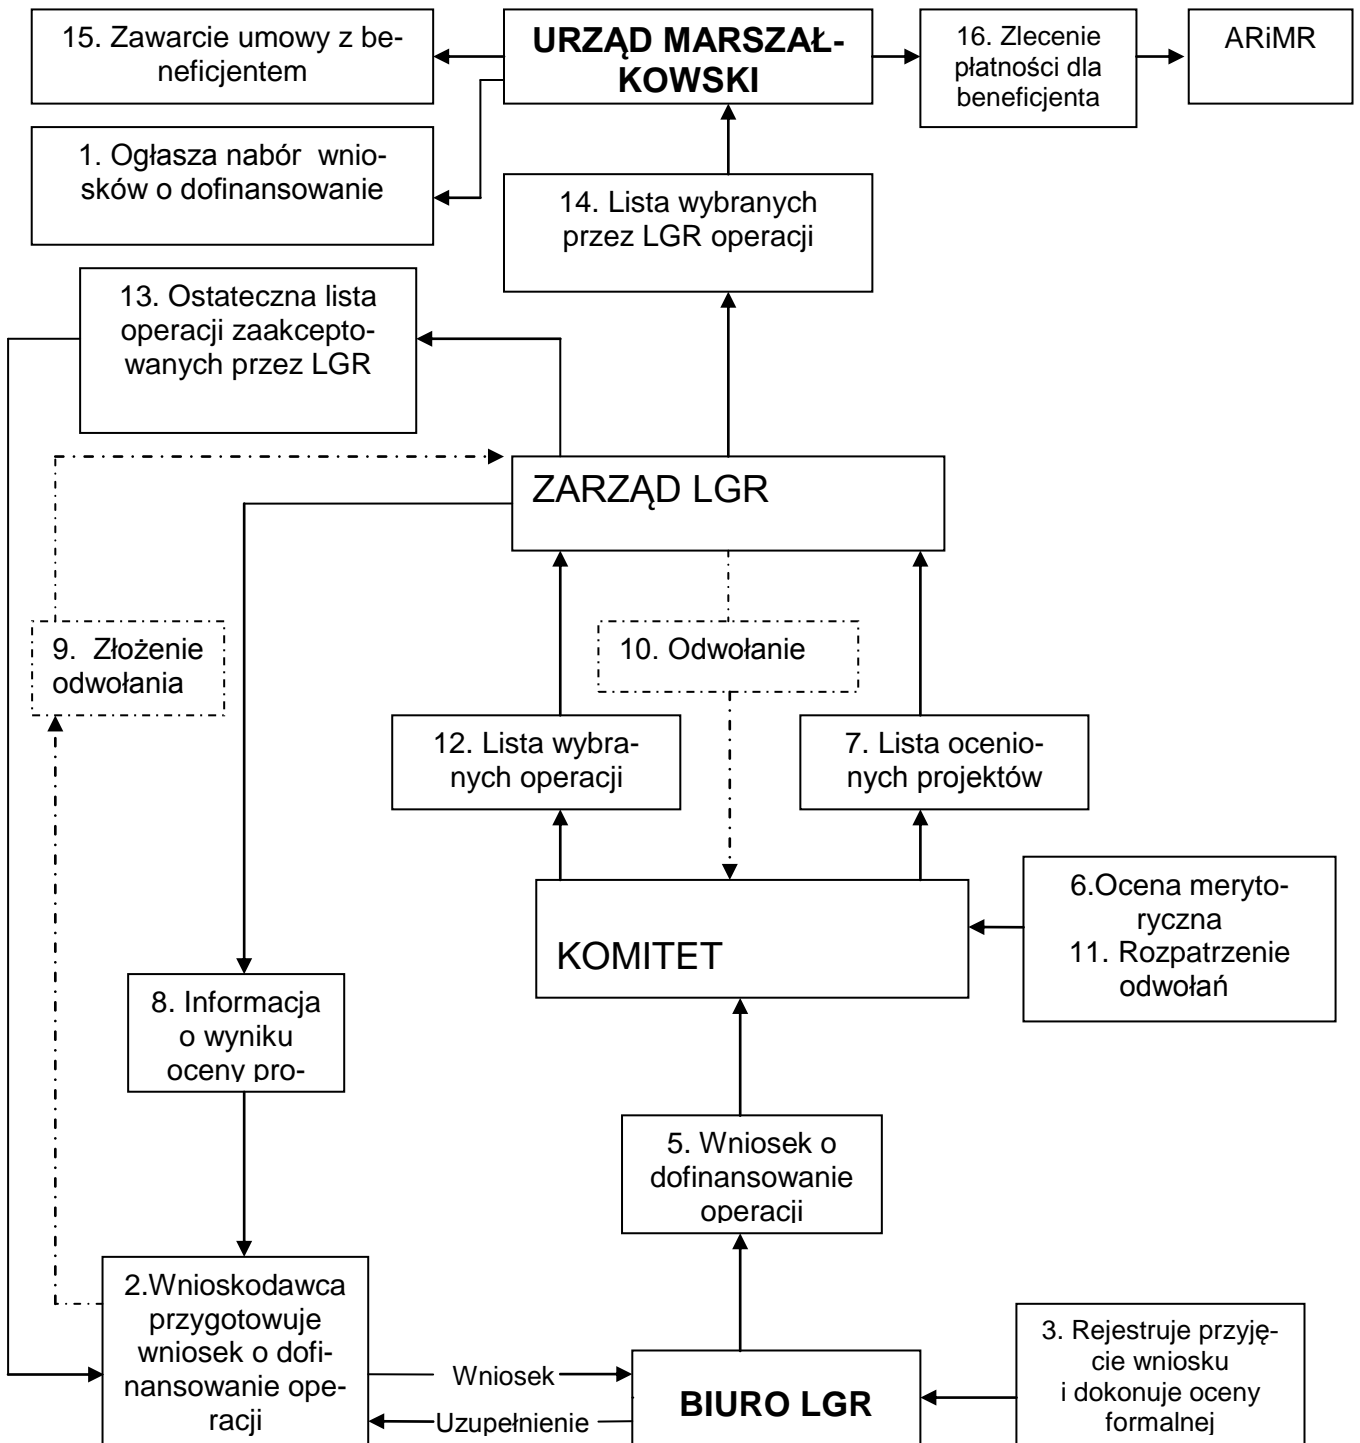 15. Zawarcie umowy z be-
neficjentem
URZĄD MARSZAŁ-
KOWSKI
16. Zlecenie
płatności dla
beneficjenta
ARiMR
1. Ogłasza nabór wnio-
sków o dofinansowanie
14. Lista wybranych
przez LGR operacji
13. Ostateczna lista
operacji zaakcepto-
wanych przez LGR
ZARZĄD LGR
9. Złożenie
odwołania
10. Odwołanie
12. Lista wybra-
nych operacji
7. Lista ocenio-
nych projektów
6.Ocena meryto-
ryczna
11. Rozpatrzenie
odwołań
KOMITET
8. Informacja
o wyniku
oceny pro-
5. Wniosek o
dofinansowanie
operacji
2.Wnioskodawca
przygotowuje
wniosek o dofi-
nansowanie ope-
racji
Wniosek
Uzupełnienie
BIURO LGR
3. Rejestruje przyję-
cie wniosku
i dokonuje oceny
formalnej